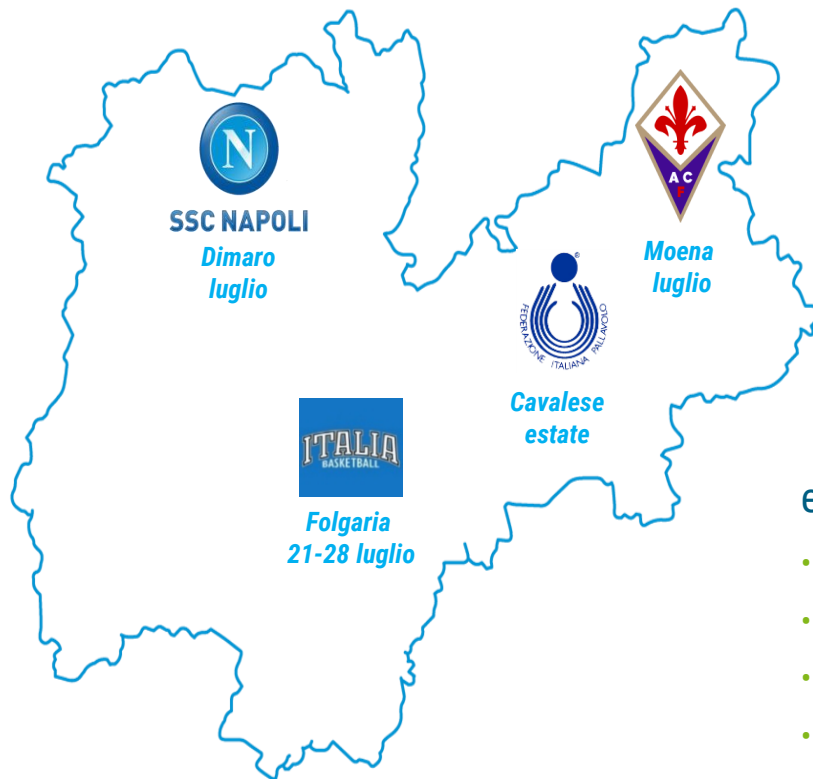 N
SSC NAPOLI
Dimaro
luglio
A C
F
Moena
luglio
®
FEDERAZIONE ITALIANA PALLAVOLO
Cavalese
estate
ITALIA
BASKETBALL
Folgaria
21-28 luglio
e